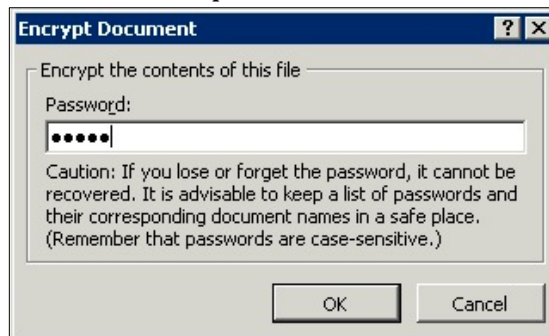 Encrypt Document
Encrypt the contents of this file
Password:
•••••
Caution: If you lose or forget the password, it cannot be
recovered. It is advisable to keep a list of passwords and
their corresponding document names in a safe place.
(Remember that passwords are case-sensitive.)
OK Cancel